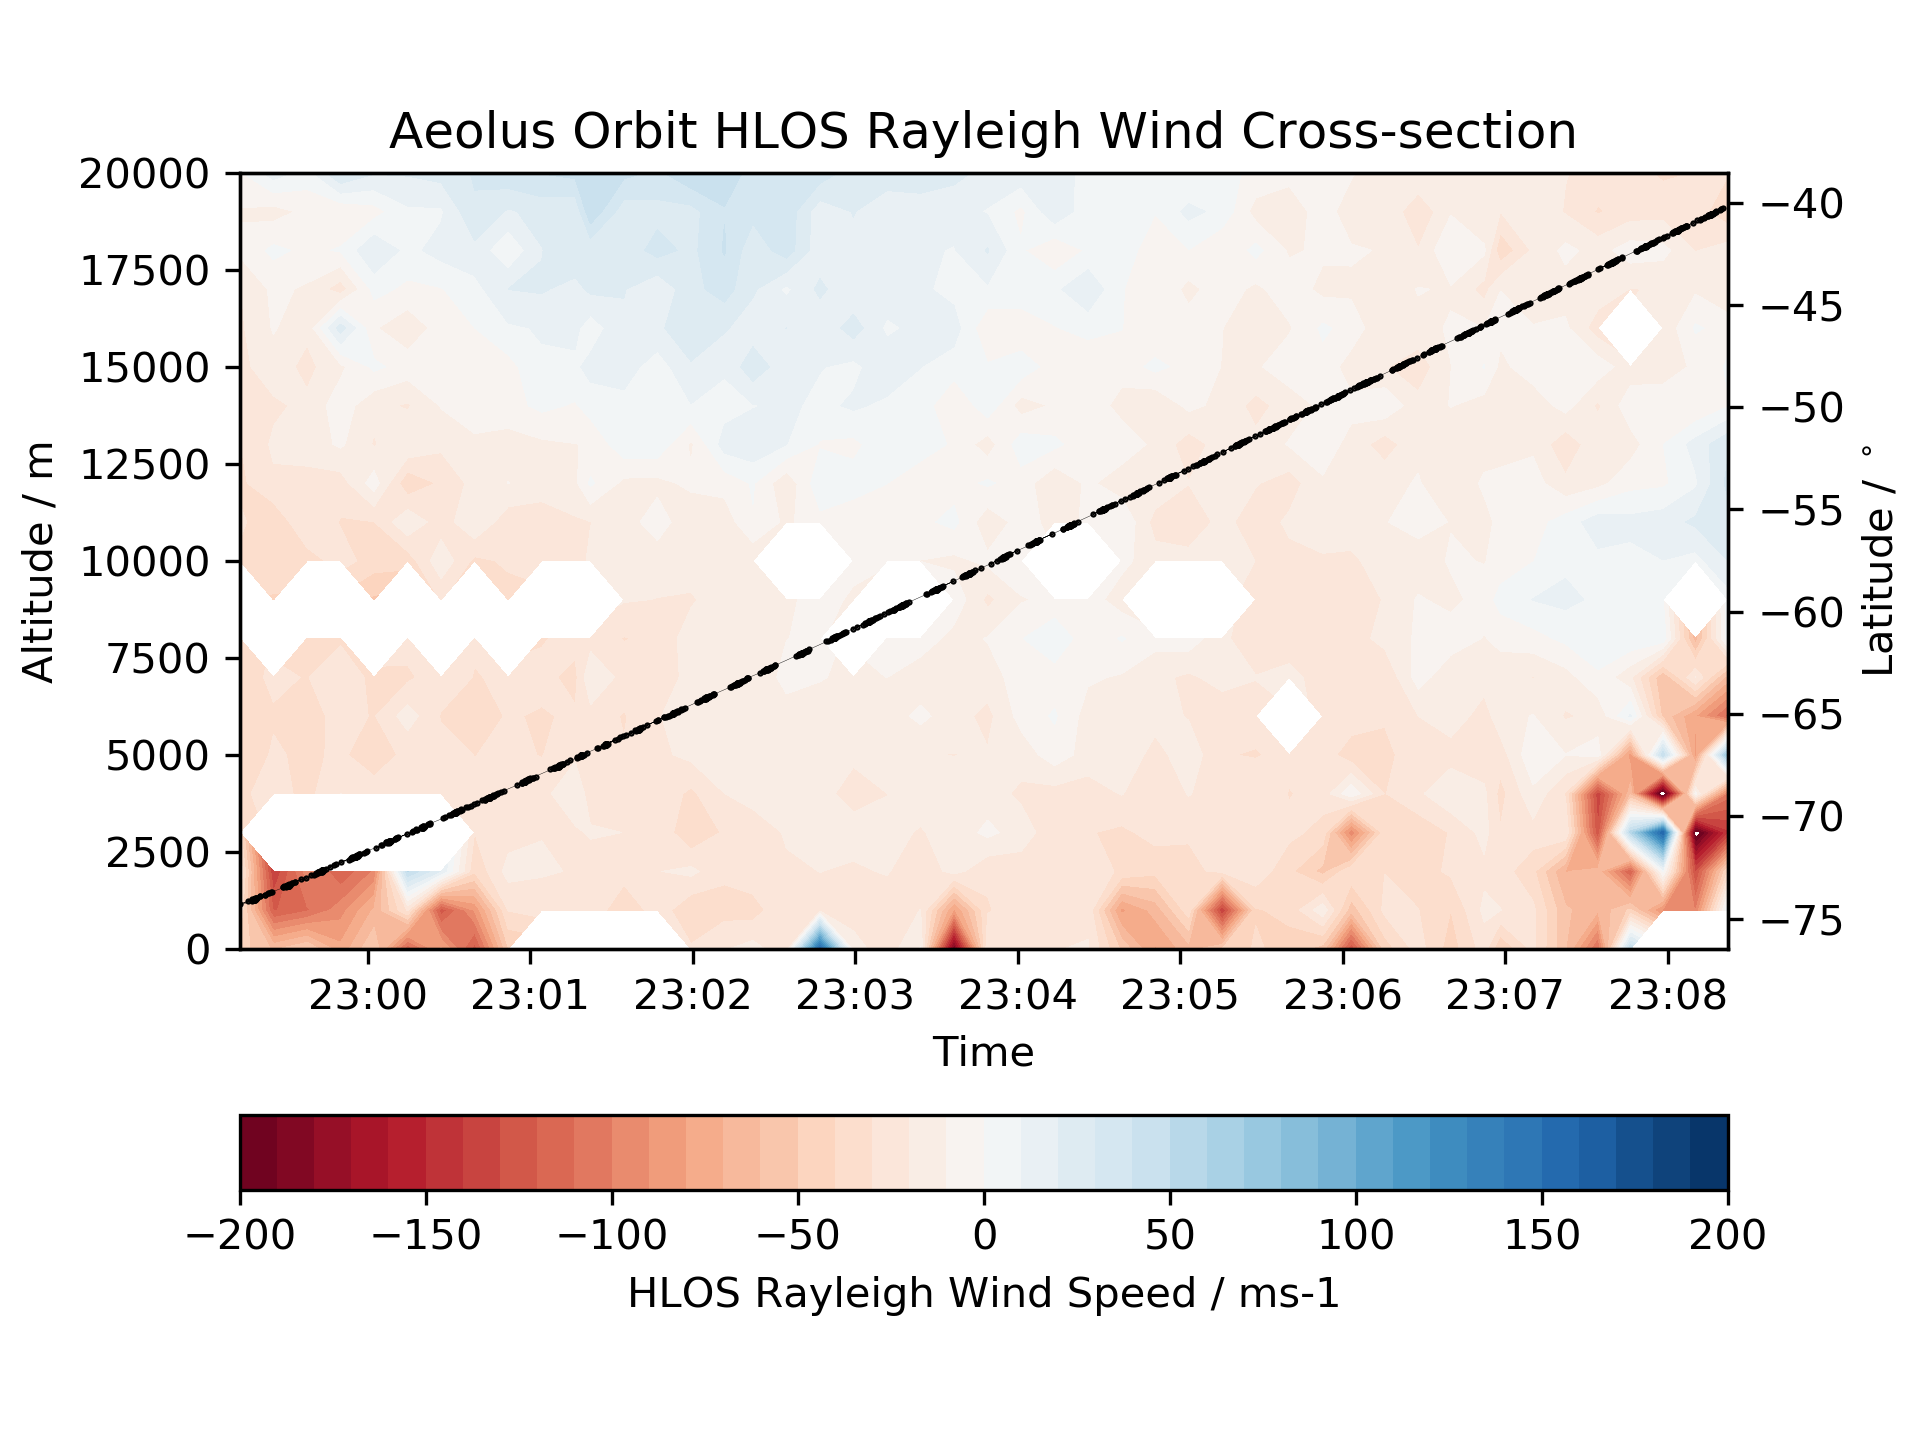 Aeolus Orbit HLOS Rayleigh Wind Cross-section
20000
17500
15000
12500
10000
7500
5000
2500
0
Altitude / m
−40
−45
−50
−55
−60
−65
−70
−75
Latitude / °
23:00 23:01 23:02 23:03 23:04 23:05 23:06 23:07 23:08
Time
−200 −150 −100 −50 0 50 100 150 200
HLOS Rayleigh Wind Speed / ms-1